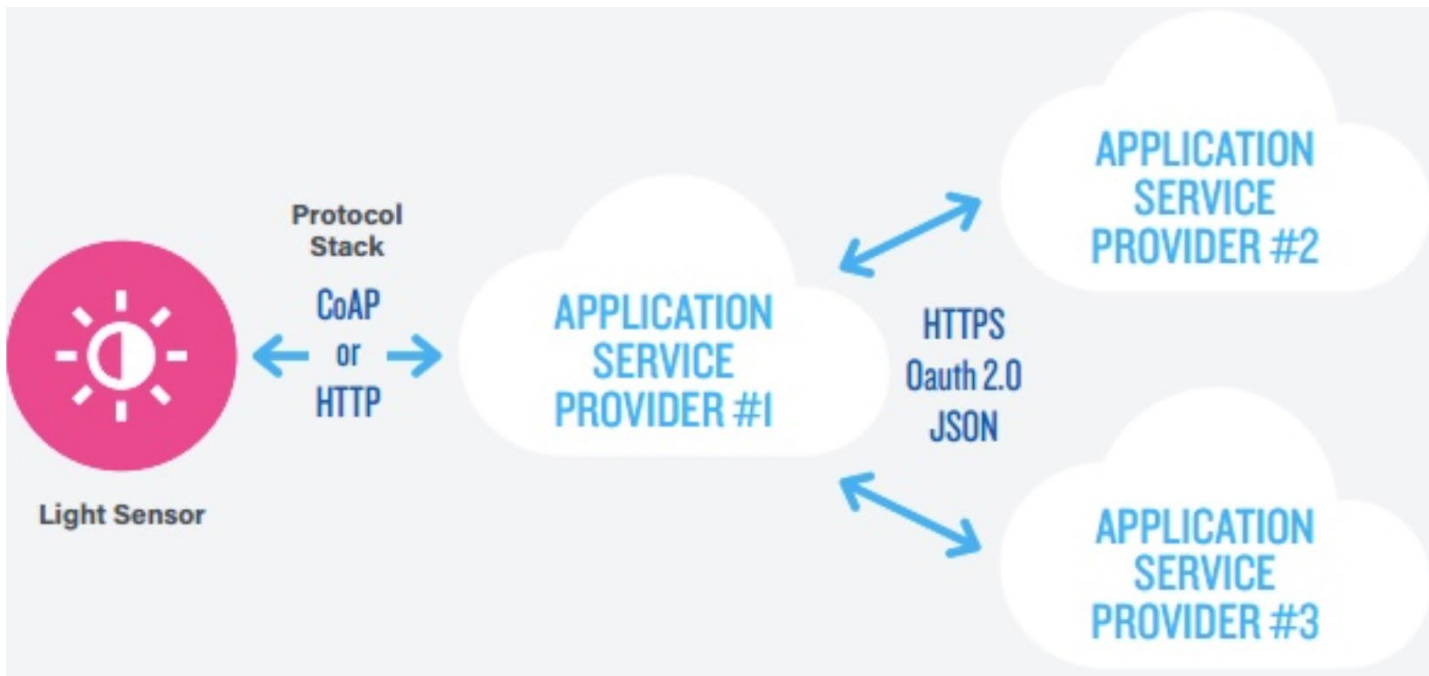 Protocol
Stack
CoAP
or
HTTP
Light Sensor
APPLICATION
SERVICE
PROVIDER #1
HTTPS
Oauth 2.0
JSON
APPLICATION
SERVICE
PROVIDER #2
APPLICATION
SERVICE
PROVIDER #3